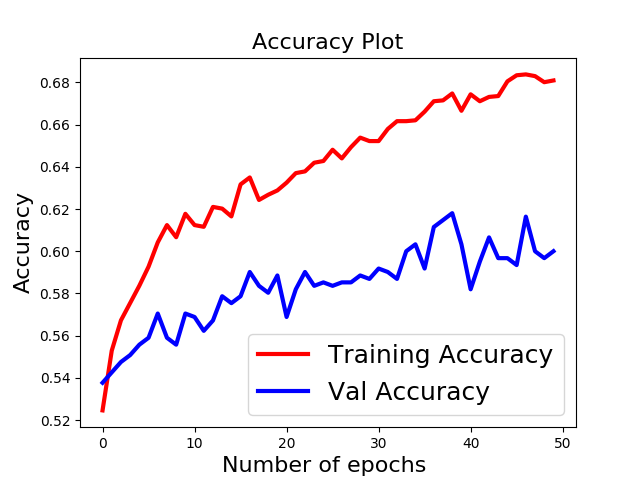 Accuracy Plot
Accuracy
0.68
0.66
0.64
0.62
0.60
0.58
0.56
0.54
0.52
Training Accuracy
Val Accuracy
0 10 20 30 40 50
Number of epochs